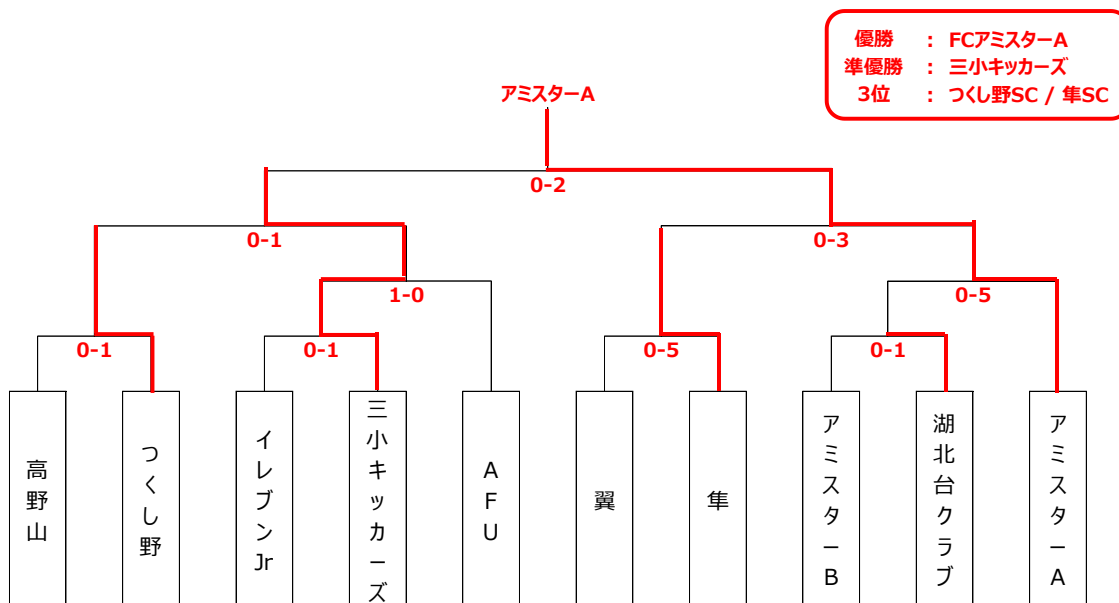 優勝 : FCアミスターA
準優勝 : 三小キッカーズ
3位 : つくし野SC / 隼SC
アミスターA
0-2
0-1
0-3
1-0
0-5
0-1
0-1
0-5
0-1
高野山
つくし野
イレブンJr
三小キッカーズ
AFU
翼
隼
アミスターB
湖北台クラブ
アミスターA